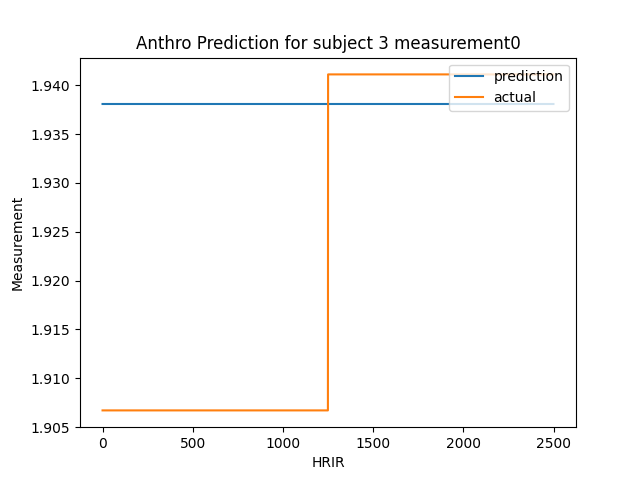 Anthro Prediction for subject 3 measurement0
prediction
actual
1.940
1.935
1.930
1.925
1.920
1.915
1.910
1.905
Measurement
0 500 1000 1500 2000 2500
HRIR